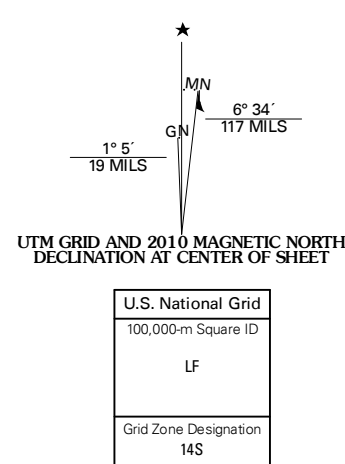 ★
MN
GN
6° 34´
117 MILS
1° 5´
19 MILS
UTM GRID AND 2010 MAGNETIC NORTH
DECLINATION AT CENTER OF SHEET
U.S. National Grid
100,000-m Square ID
LF
Grid Zone Designation
14S